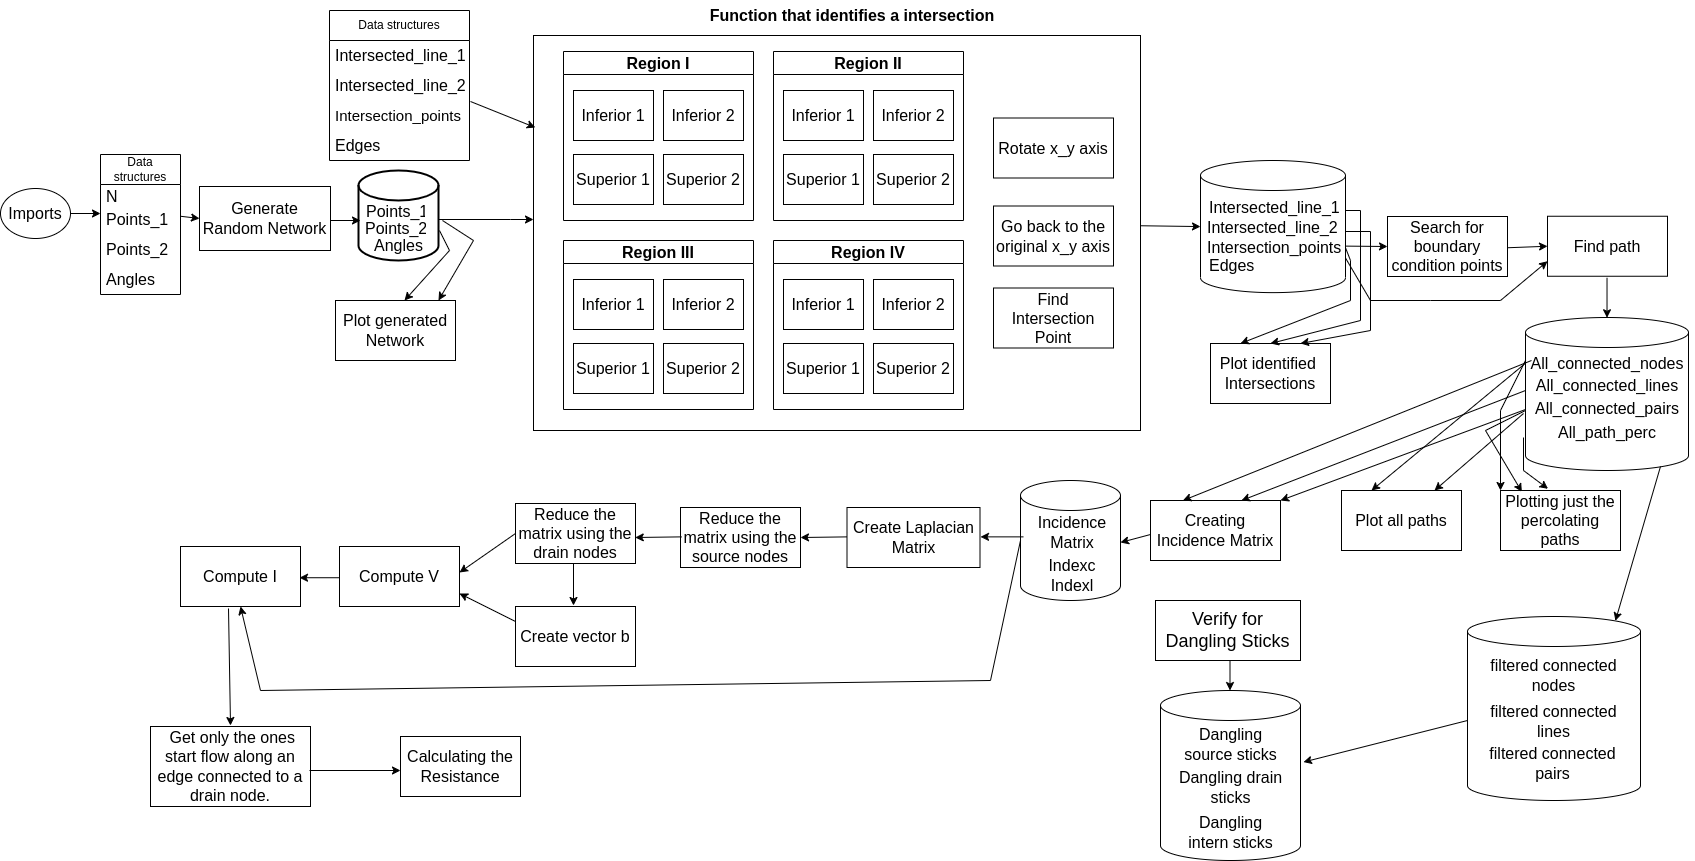 Function that identifies a intersection
Data structures
Intersected_line_1
Intersected_line_2
Intersection_points
Edges
Imports
Data
structures
N
Points_1
Points_2
Angles
Generate
Random Network
Points_1
Points_2
Angles
Plot generated
Network
Region I
Inferior 1
Inferior 2
Superior 1
Superior 2
Region II
Inferior 1
Inferior 2
Superior 1
Superior 2
Region III
Inferior 1
Inferior 2
Superior 1
Superior 2
Region IV
Inferior 1
Inferior 2
Superior 1
Superior 2
Rotate x_y axis
Go back to the
original x_y axis
Find
Intersection
Point
Intersected_line_1
Intersected_line_2
Intersection_points
Edges
Search for
boundary
condition points
Find path
Plot identified
Intersections
All_connected_nodes
All_connected_lines
All_connected_pairs
All_path_perc
Plotting just the
percolating
paths
Plot all paths
Creating
Incidence Matrix
Incidence
Matrix
Indexc
Indexl
Create Laplacian
Matrix
Reduce the
matrix using the
source nodes
Reduce the
matrix using the
drain nodes
Create vector b
Compute V
Compute I
Get only the ones
start flow along an
edge connected to a
drain node.
Calculating the
Resistance
Verify for
Dangling Sticks
Dangling
source sticks
Dangling drain
sticks
Dangling
intern sticks
filtered connected
nodes
filtered connected
lines
filtered connected
pairs